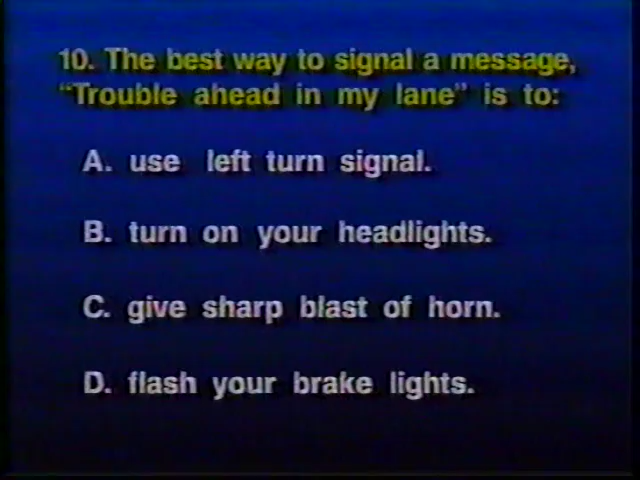 10. The best way to signal a message,
“Trouble ahead in my lane” is to:
A. use left turn signal.
B. turn on your headlights.
C. give sharp blast of horn.
D. flash your brake lights.